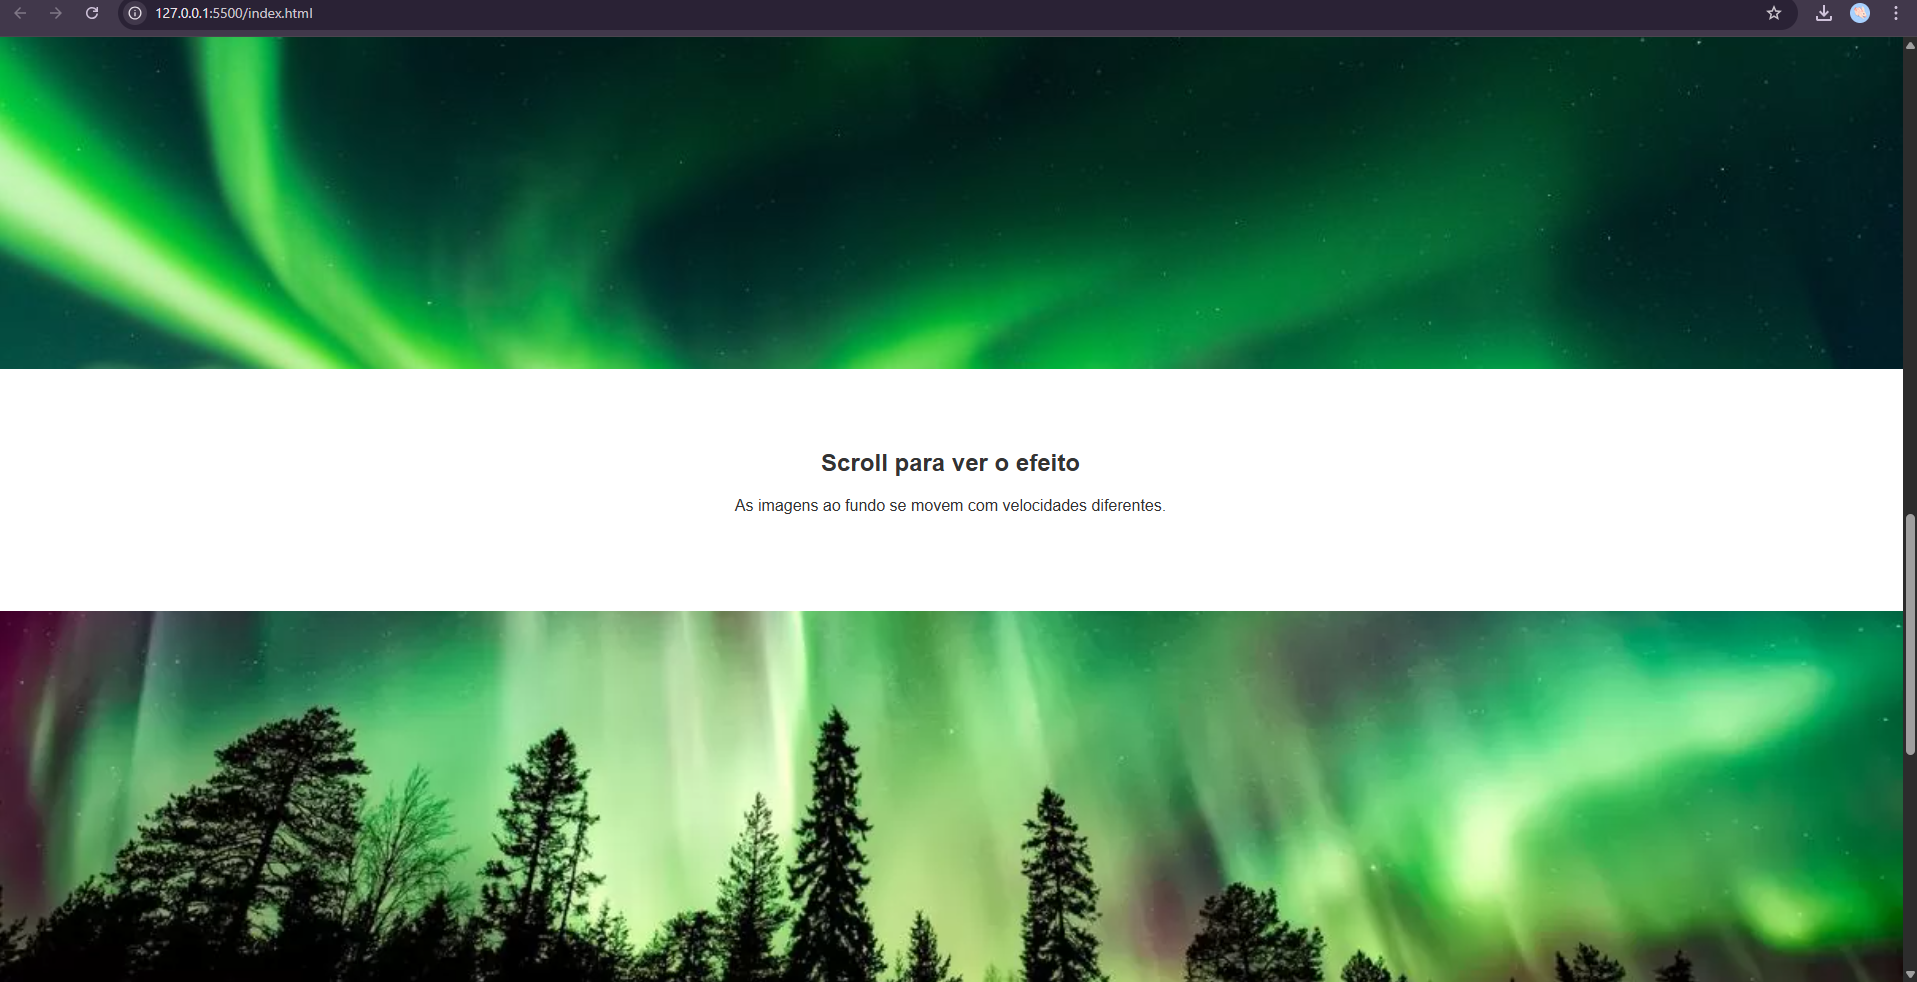 127.0.0.1:5500/index.html
Scroll para ver o efeito
As imagens ao fundo se movem com velocidades diferentes.